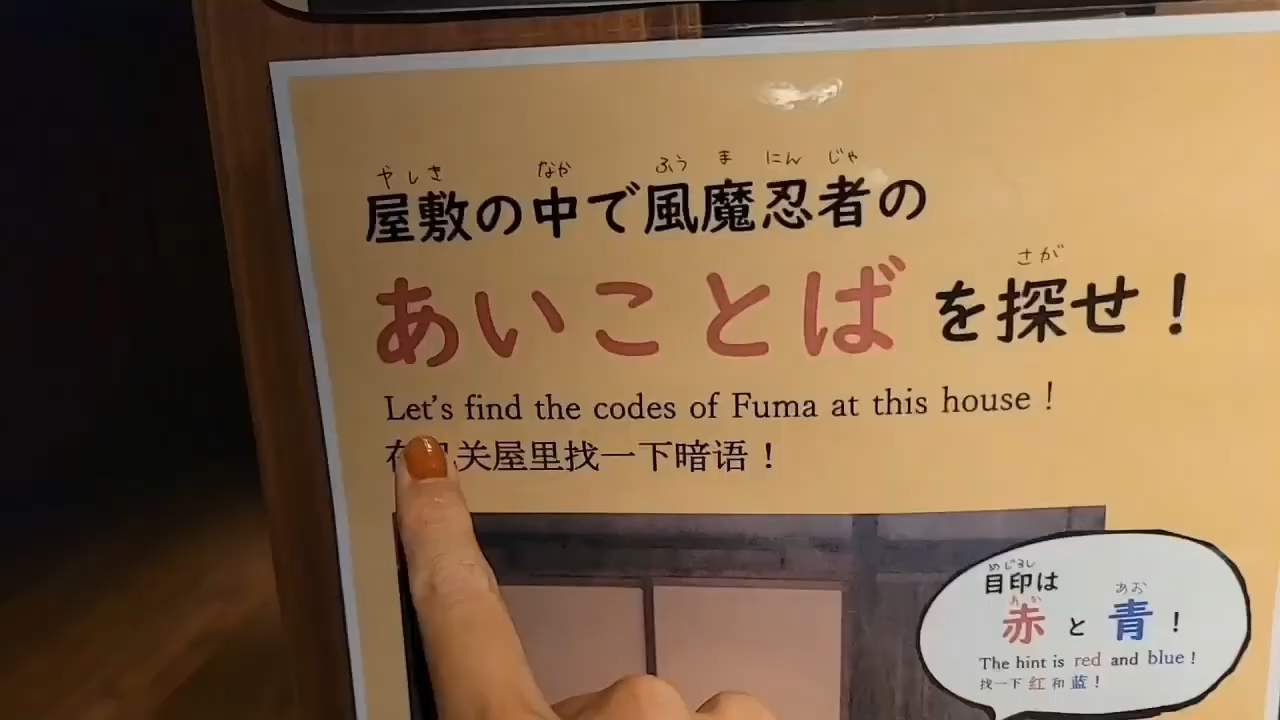 やしき なか ふう ま にん じゃ
屋敷の中で風魔忍者の
さが
あいことばを探せ！
Let's find the codes of Fuma at this house !
在 关屋里找一下暗语！
めじるし
目印は
あか あお
赤と青！
The hint is red and blue !
找一下 红 和 蓝！